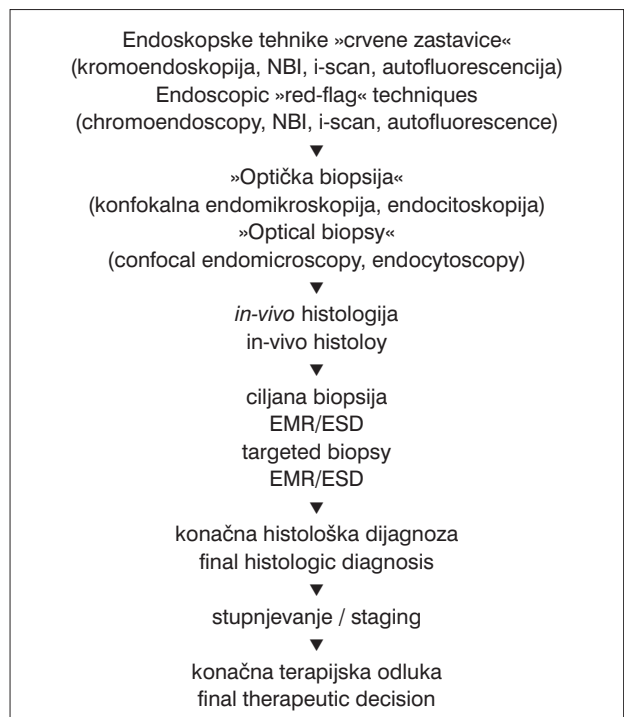 Endoskopske tehnike »crvene zastavice«
(kromoendoskopija, NBI, i-scan, autofluorescencija)
Endoscopic »red-flag« techniques
(chromoendoscopy, NBI, i-scan, autofluorescence)
▼
»Optička biopsija«
(konfokalna endomikroskopija, endocitoskopija)
»Optical biopsy«
(confocal endomicroscopy, endocytoscopy)
▼
in-vivo histologija
in-vivo histoloy
▼
ciljana biopsija
EMR/ESD
targeted biopsy
EMR/ESD
▼
konačna histološka dijagnoza
final histologic diagnosis
▼
stupnjevanje / staging
▼
konačna terapijska odluka
final therapeutic decision